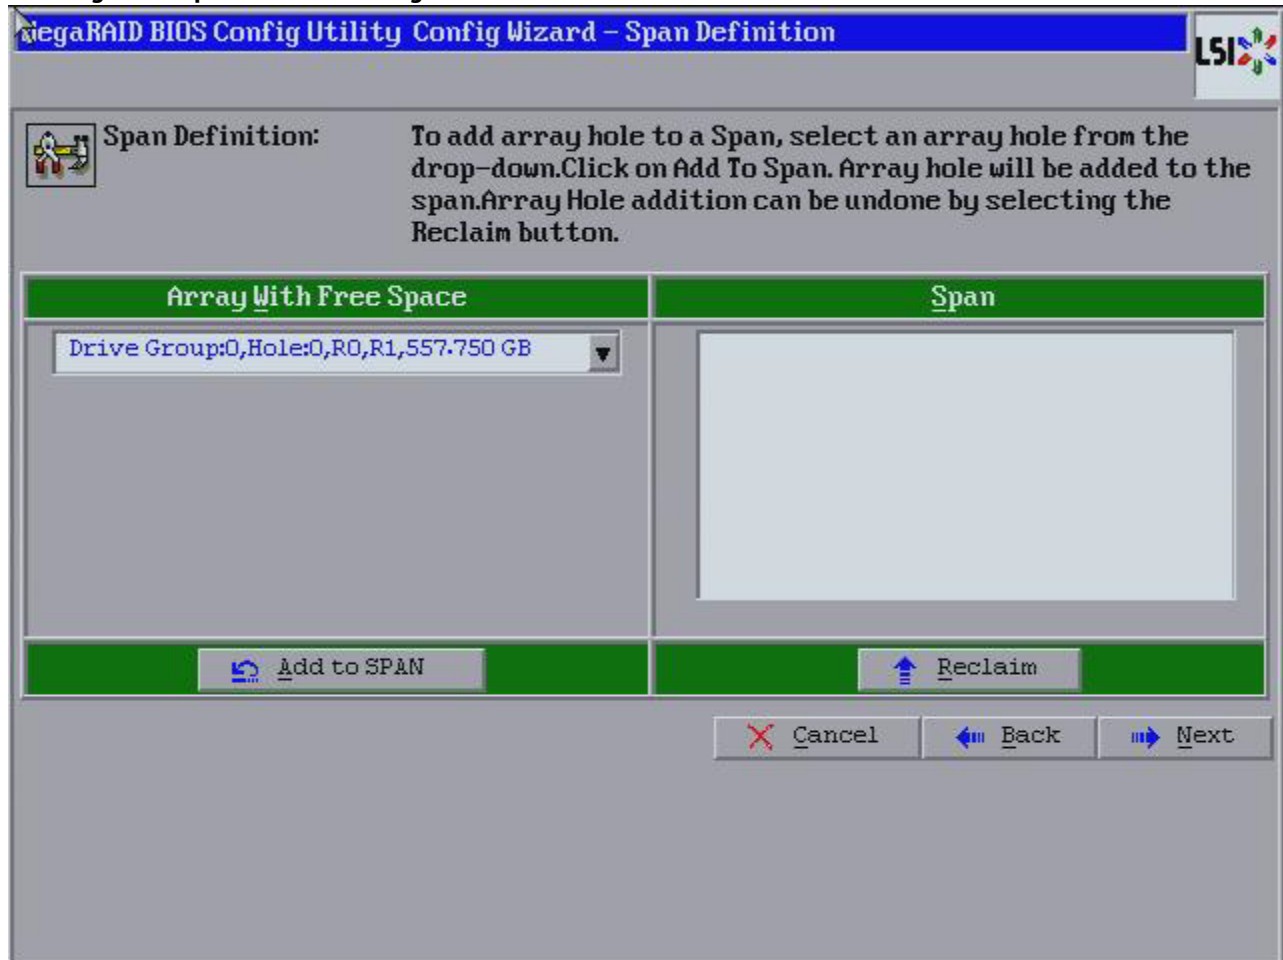 MegaRAID BIOS Config Utility Config Wizard – Span Definition
LSI
Span Definition:
To add array hole to a Span, select an array hole from the
drop-down.Click on Add To Span. Array hole will be added to the
span.Array Hole addition can be undone by selecting the
Reclaim button.
Array With Free Space
Span
Drive Group:0,Hole:0,R0,R1,557.750 GB
Add to SPAN
Reclaim
Cancel
Back
Next